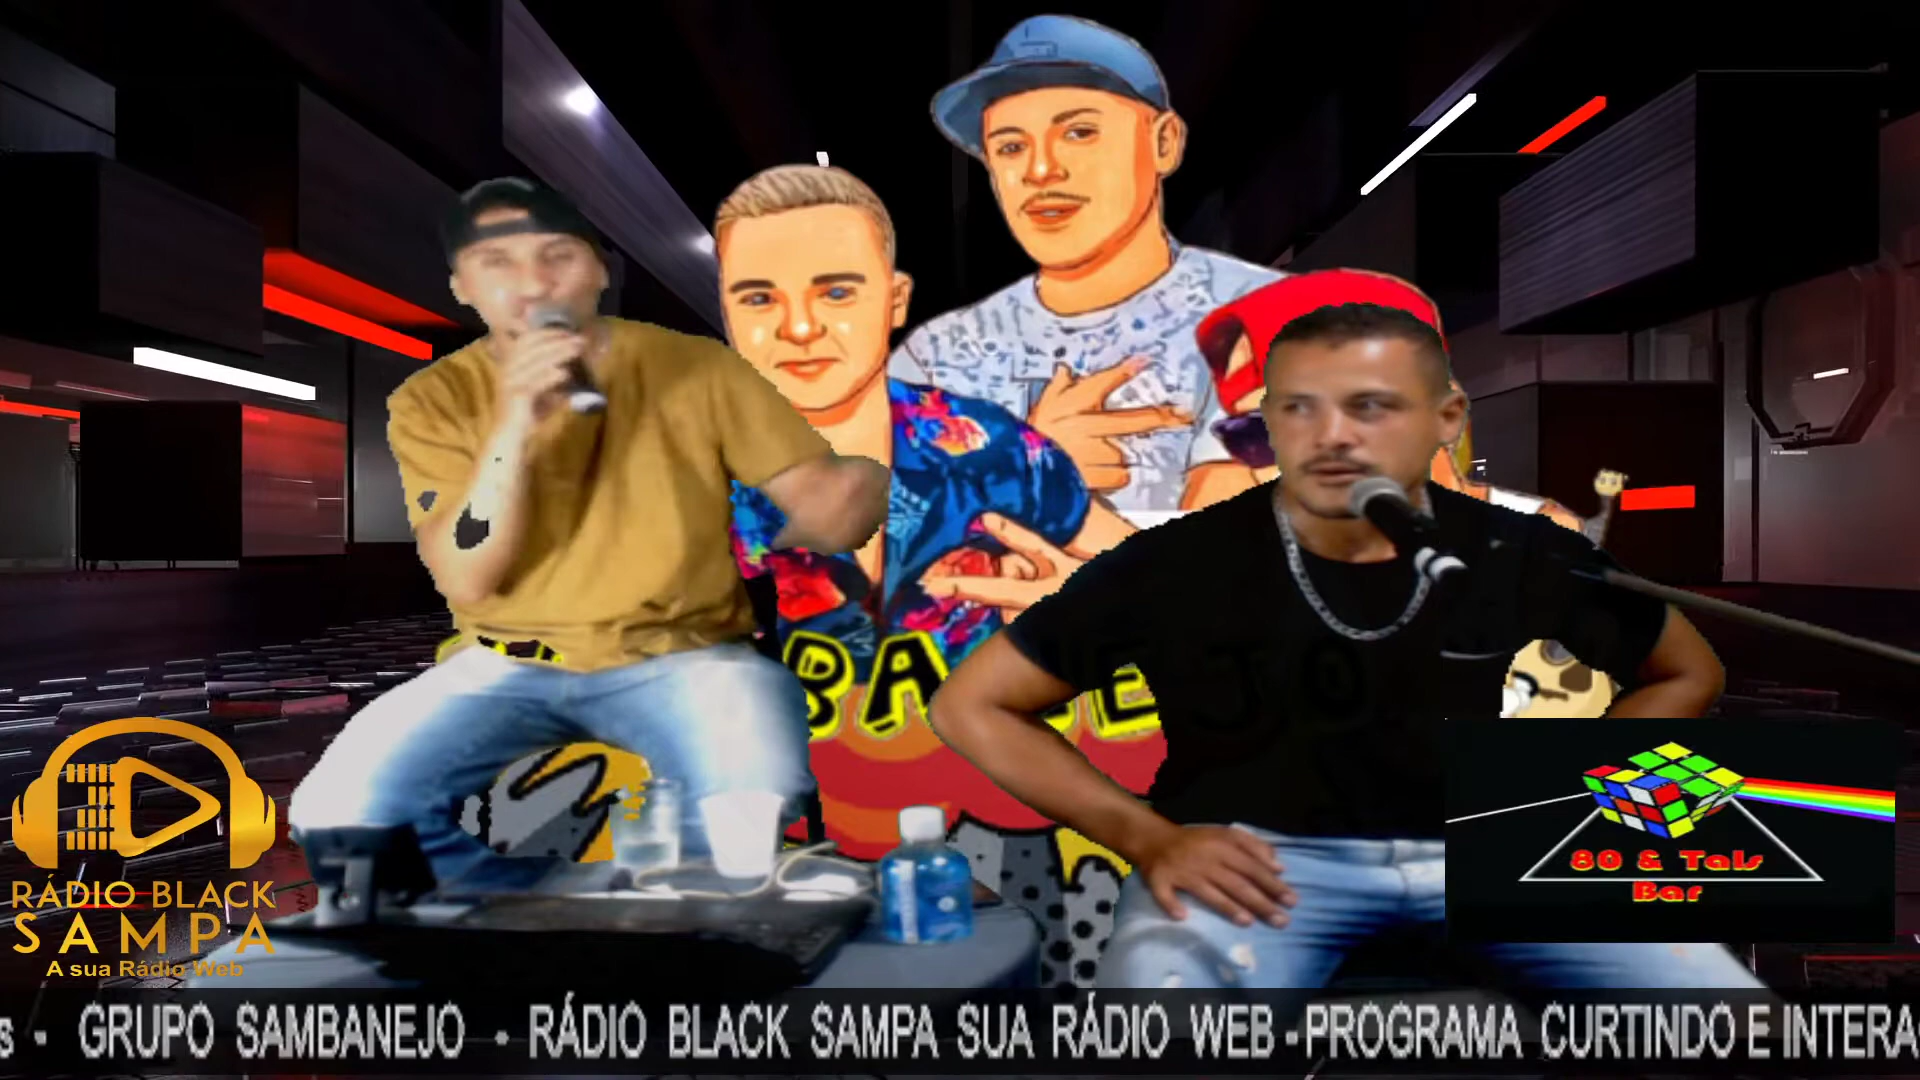 BANEJO
RÁDIO BLACK
SAMPA
A sua Rádio Web
80 & Tals
Bar
s - GRUPO SAMBANEJO - RÁDIO BLACK SAMPA SUA RÁDIO WEB - PROGRAMA CURTINDO E INTERA